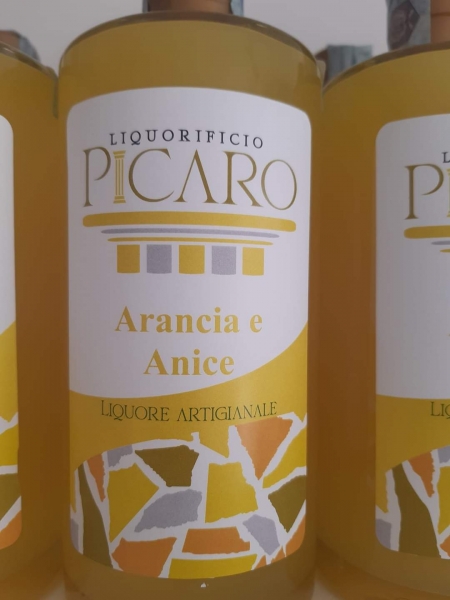 LIQUORIFICIO
PICARO
Arancia e
Anice
LIQUORE ARTIGIANALE